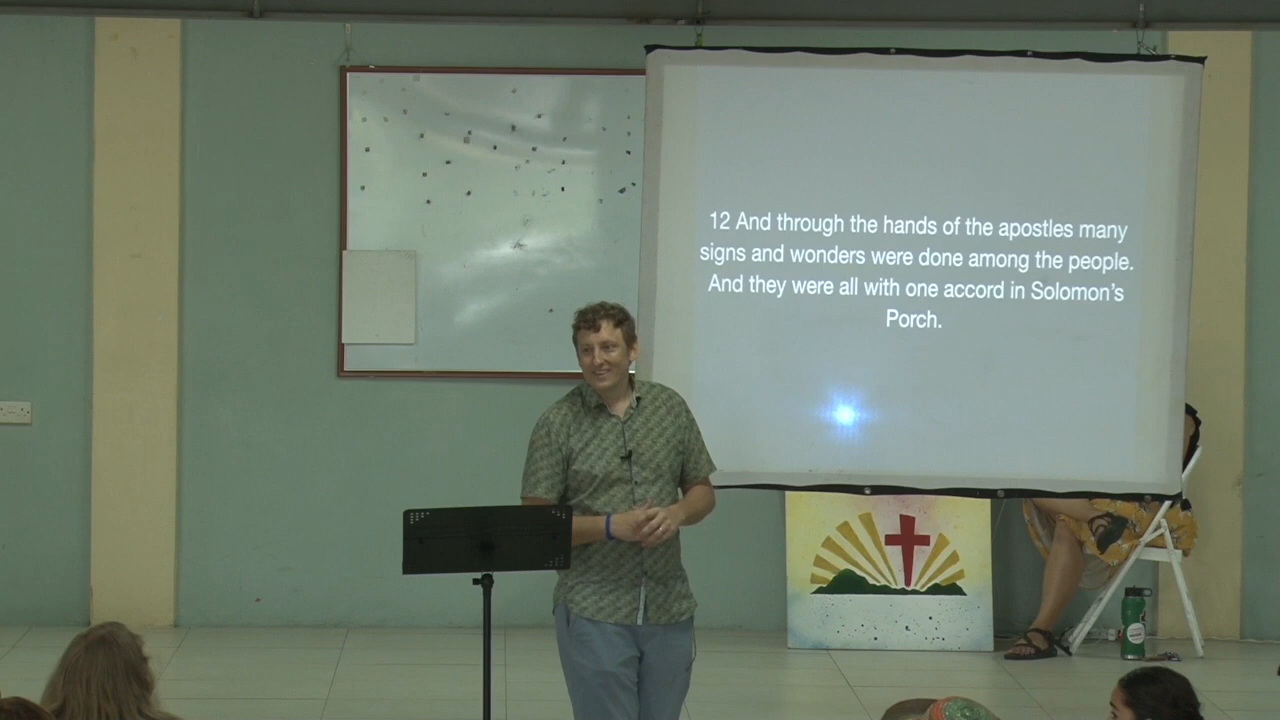 12 And through the hands of the apostles many
signs and wonders were done among the people.
And they were all with one accord in Solomon's
Porch.